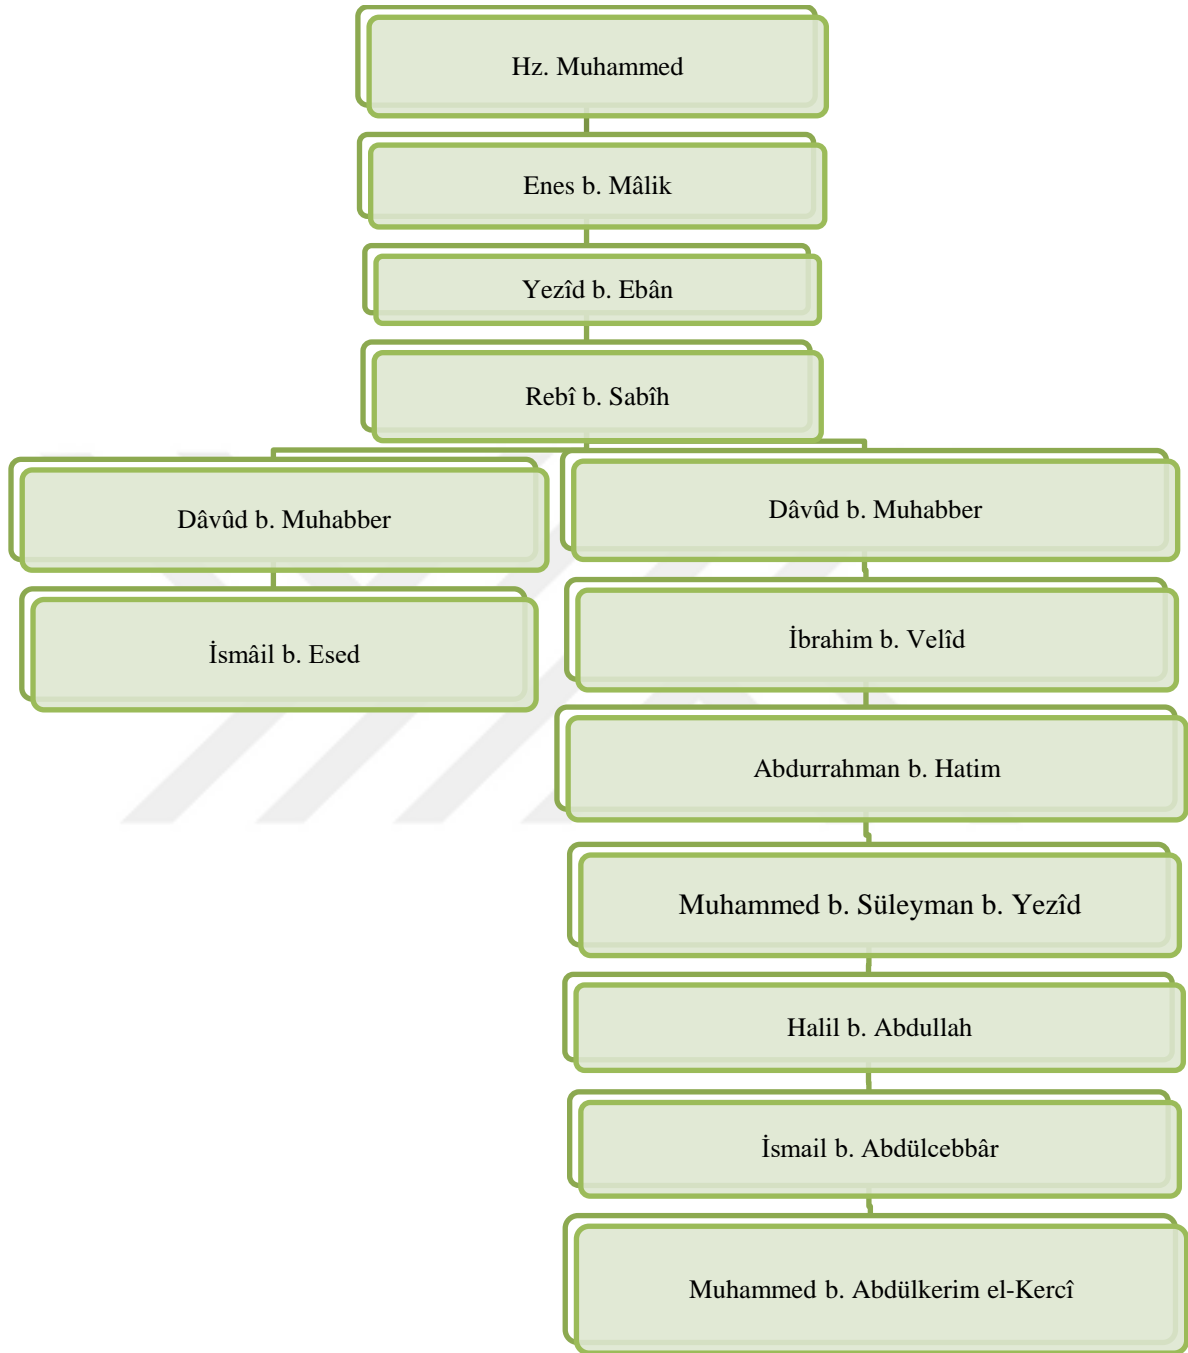 Hz. Muhammed
Enes b. Mâlik
Yezîd b. Ebân
Rebî b. Sabîh
Dâvûd b. Muhabber
Dâvûd b. Muhabber
İsmâil b. Esed
İbrahim b. Velîd
Abdurrahman b. Hatim
Muhammed b. Süleyman b. Yezîd
Halil b. Abdullah
İsmail b. Abdülcebbâr
Muhammed b. Abdülkerim el-Kercî